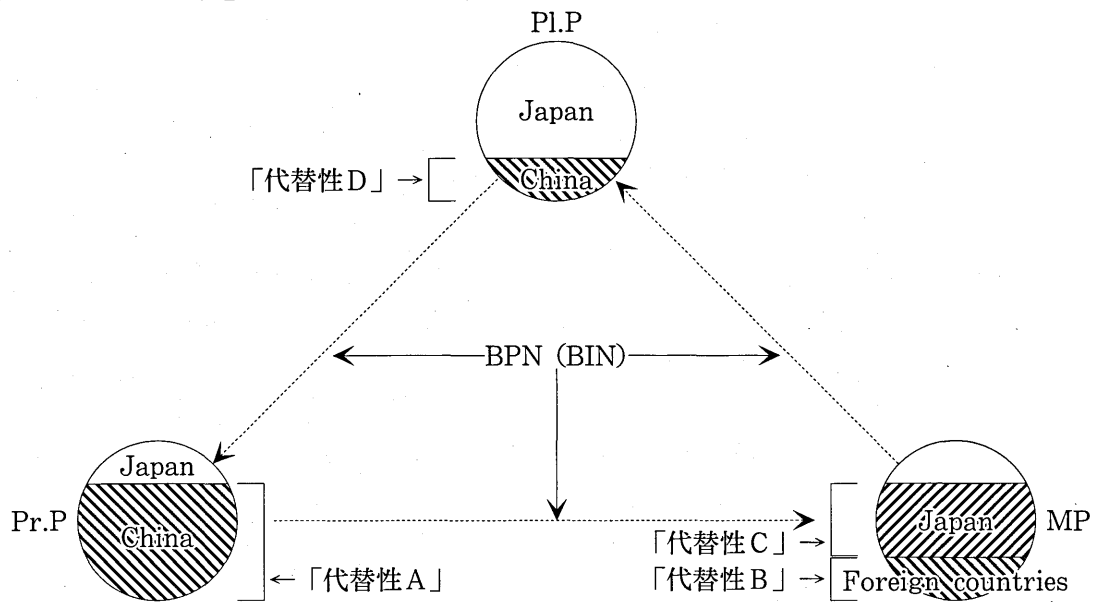 Pl.P
Japan
「代替性D」→
China
BPN (BIN)
Japan
Pr.P
China
←「代替性A」
Japan
MP
「代替性C」→
「代替性B」→
Foreign countries